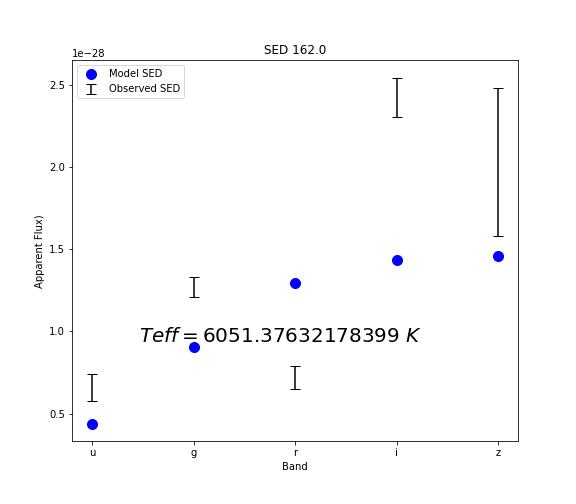 SED 162.0
1e−28
Model SED
Observed SED
2.5
2.0
1.5
1.0
0.5
Apparent Flux)
Teff = 6051.37632178399 K
u g r i z
Band